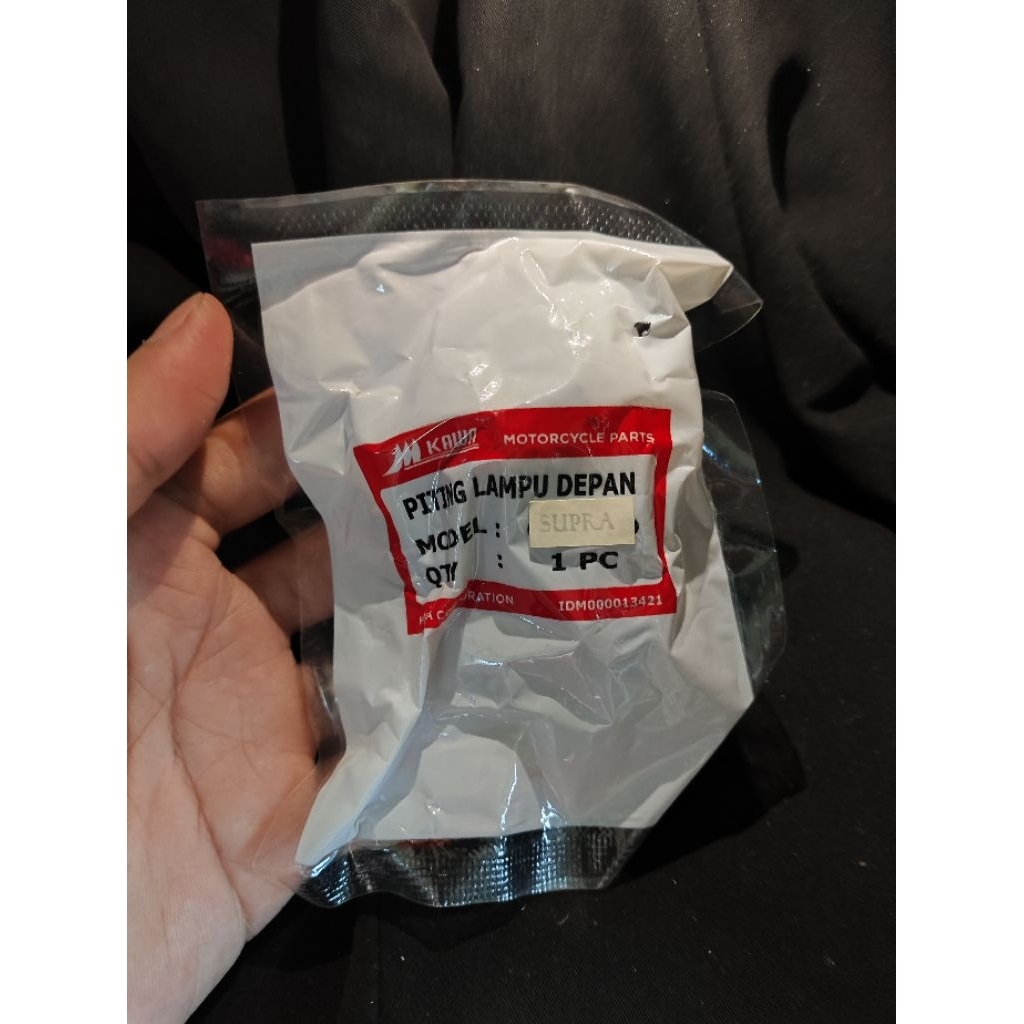 KAWA MOTORCYCLE PARTS
PITING LAMPU DEPAN
MODEL : SUPRA
QTY : 1 PC
IDM000013421